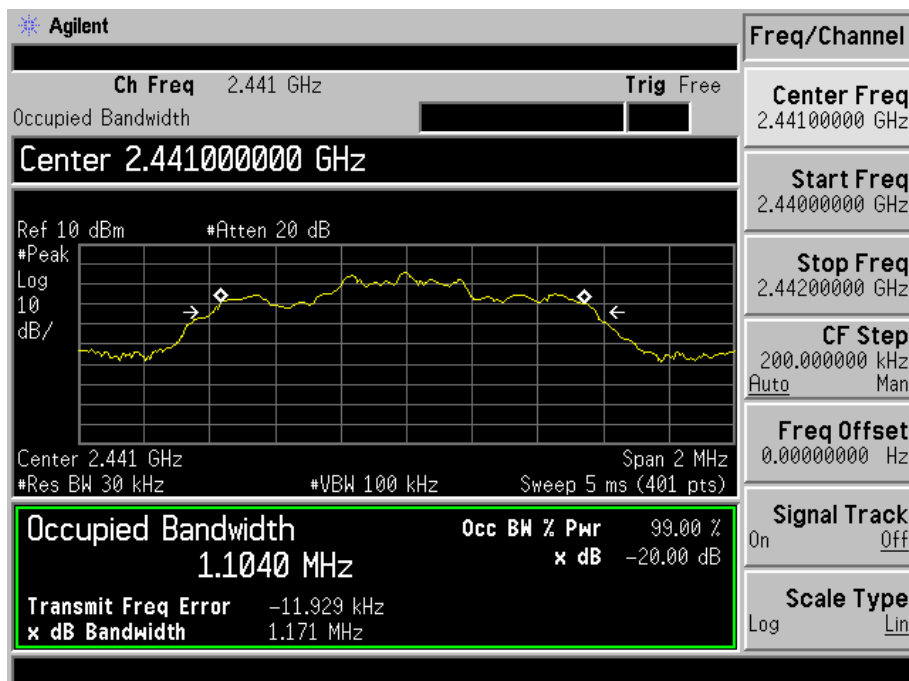 Agilent
Freq/Channel
Ch Freq 2.441 GHz Trig Free
Occupied Bandwidth
Center 2.441000000 GHz
Ref 10 dBm #Atten 20 dB
#Peak
Log
10
dB/
Center 2.441 GHz Span 2 MHz
#Res BW 30 kHz #VBW 100 kHz Sweep 5 ms (401 pts)
Occupied Bandwidth
1.1040 MHz
Occ BW % Pwr 99.00 %
x dB -20.00 dB
Transmit Freq Error -11.929 kHz
x dB Bandwidth 1.171 MHz
Center Freq
2.44100000 GHz
Start Freq
2.44000000 GHz
Stop Freq
2.44200000 GHz
CF Step
200.000000 kHz
Auto Man
Freq Offset
0.00000000 Hz
Signal Track
On Off
Scale Type
Log Lin